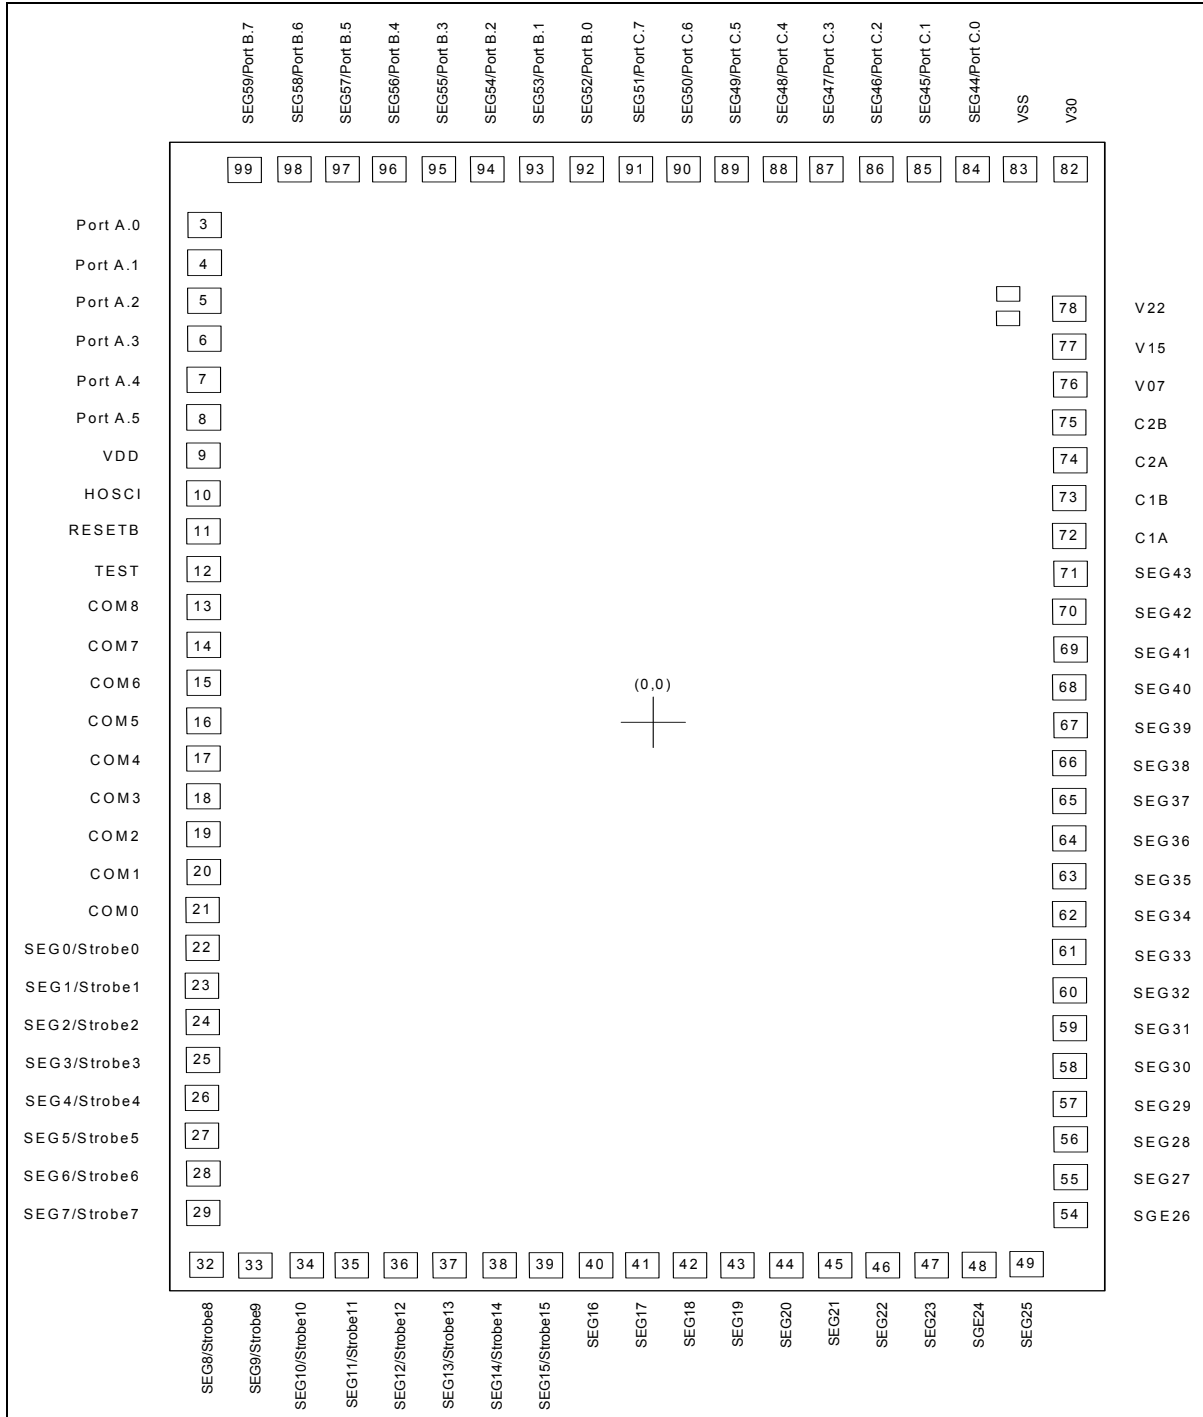 SEG59/Port B.7
SEG58/Port B.6
SEG57/Port B.5
SEG56/Port B.4
SEG55/Port B.3
SEG54/Port B.2
SEG53/Port B.1
SEG52/Port B.0
SEG51/Port C.7
SEG50/Port C.6
SEG49/Port C.5
SEG48/Port C.4
SEG47/Port C.3
SEG46/Port C.2
SEG45/Port C.1
SEG44/Port C.0
VSS
V30
99 98 97 96 95 94 93 92 91 90 89 88 87 86 85 84 83 82
Port A.0 3
Port A.1 4
Port A.2 5
78 V22
Port A.3 6
77 V15
Port A.4 7
76 V07
Port A.5 8
75 C2B
VDD 9
74 C2A
HOSCI 10
73 C1B
RESETB 11
72 C1A
TEST 12
71 SEG43
COM8 13
70 SEG42
COM7 14
69 SEG41
COM6 15
(0,0)
68 SEG40
COM5 16
67 SEG39
COM4 17
66 SEG38
COM3 18
65 SEG37
COM2 19
64 SEG36
COM1 20
63 SEG35
COM0 21
62 SEG34
SEG0/Strobe0 22
61 SEG33
SEG1/Strobe1 23
60 SEG32
SEG2/Strobe2 24
59 SEG31
SEG3/Strobe3 25
58 SEG30
SEG4/Strobe4 26
57 SEG29
SEG5/Strobe5 27
56 SEG28
SEG6/Strobe6 28
55 SEG27
SEG7/Strobe7 29
54 SGE26
32 33 34 35 36 37 38 39 40 41 42 43 44 45 46 47 48 49
SEG8/Strobe8
SEG9/Strobe9
SEG10/Strobe10
SEG11/Strobe11
SEG12/Strobe12
SEG13/Strobe13
SEG14/Strobe14
SEG15/Strobe15
SEG16
SEG17
SEG18
SEG19
SEG20
SEG21
SEG22
SEG23
SGE24
SEG25